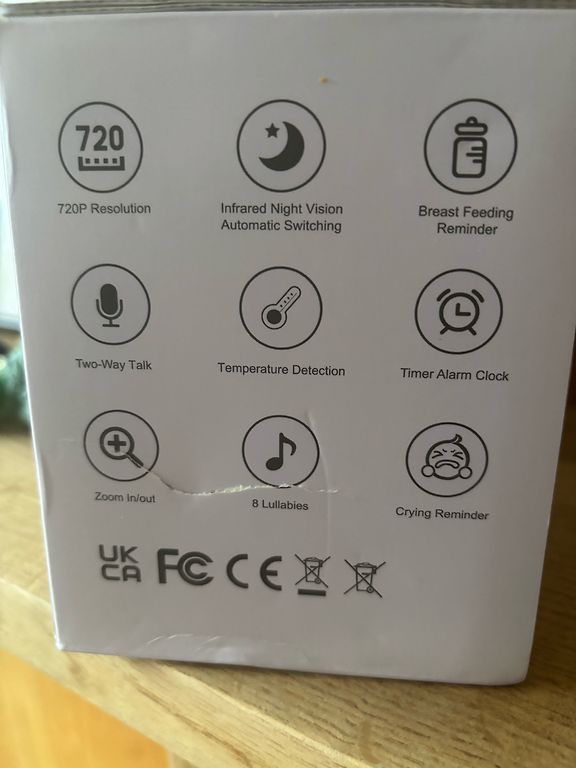 720
720P Resolution
Infrared Night Vision
Automatic Switching
Breast Feeding
Reminder
Two-Way Talk
Temperature Detection
Timer Alarm Clock
Zoom In/out
8 Lullabies
Crying Reminder
UK
CA
FC CE